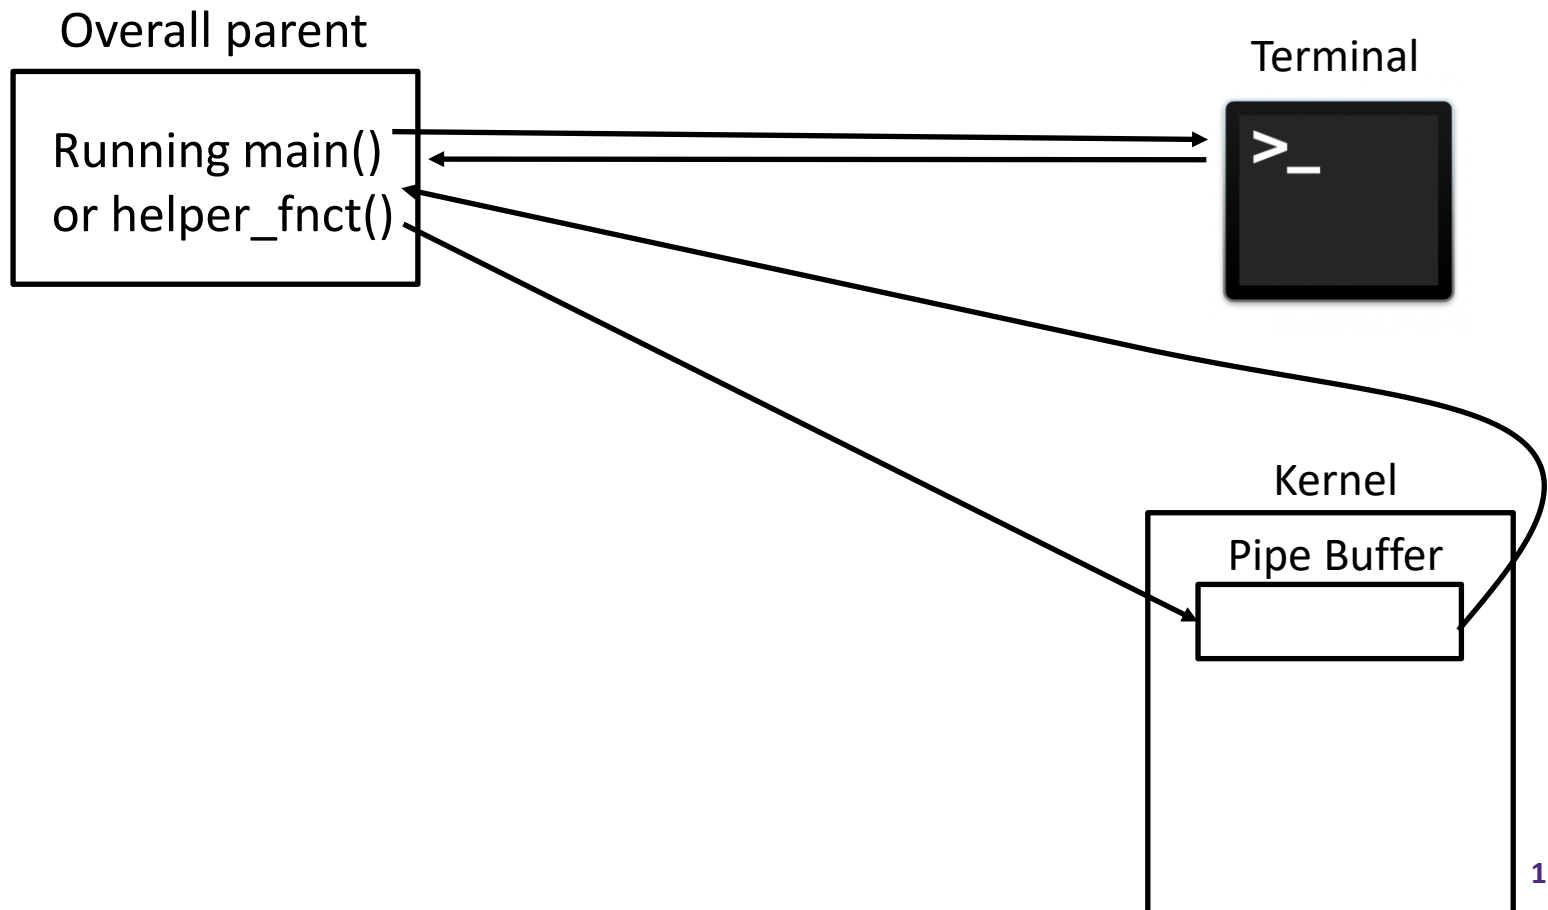 Overall parent
Running main()
or helper_fnct()
Terminal
>_
Kernel
Pipe Buffer
1